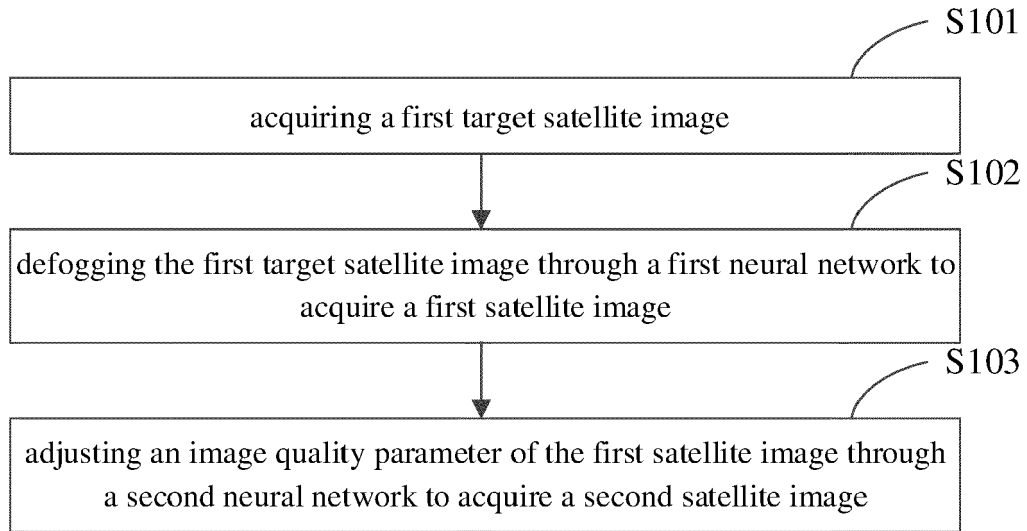 S101
acquiring a first target satellite image
S102
defogging the first target satellite image through a first neural network to
acquire a first satellite image
S103
adjusting an image quality parameter of the first satellite image through
a second neural network to acquire a second satellite image